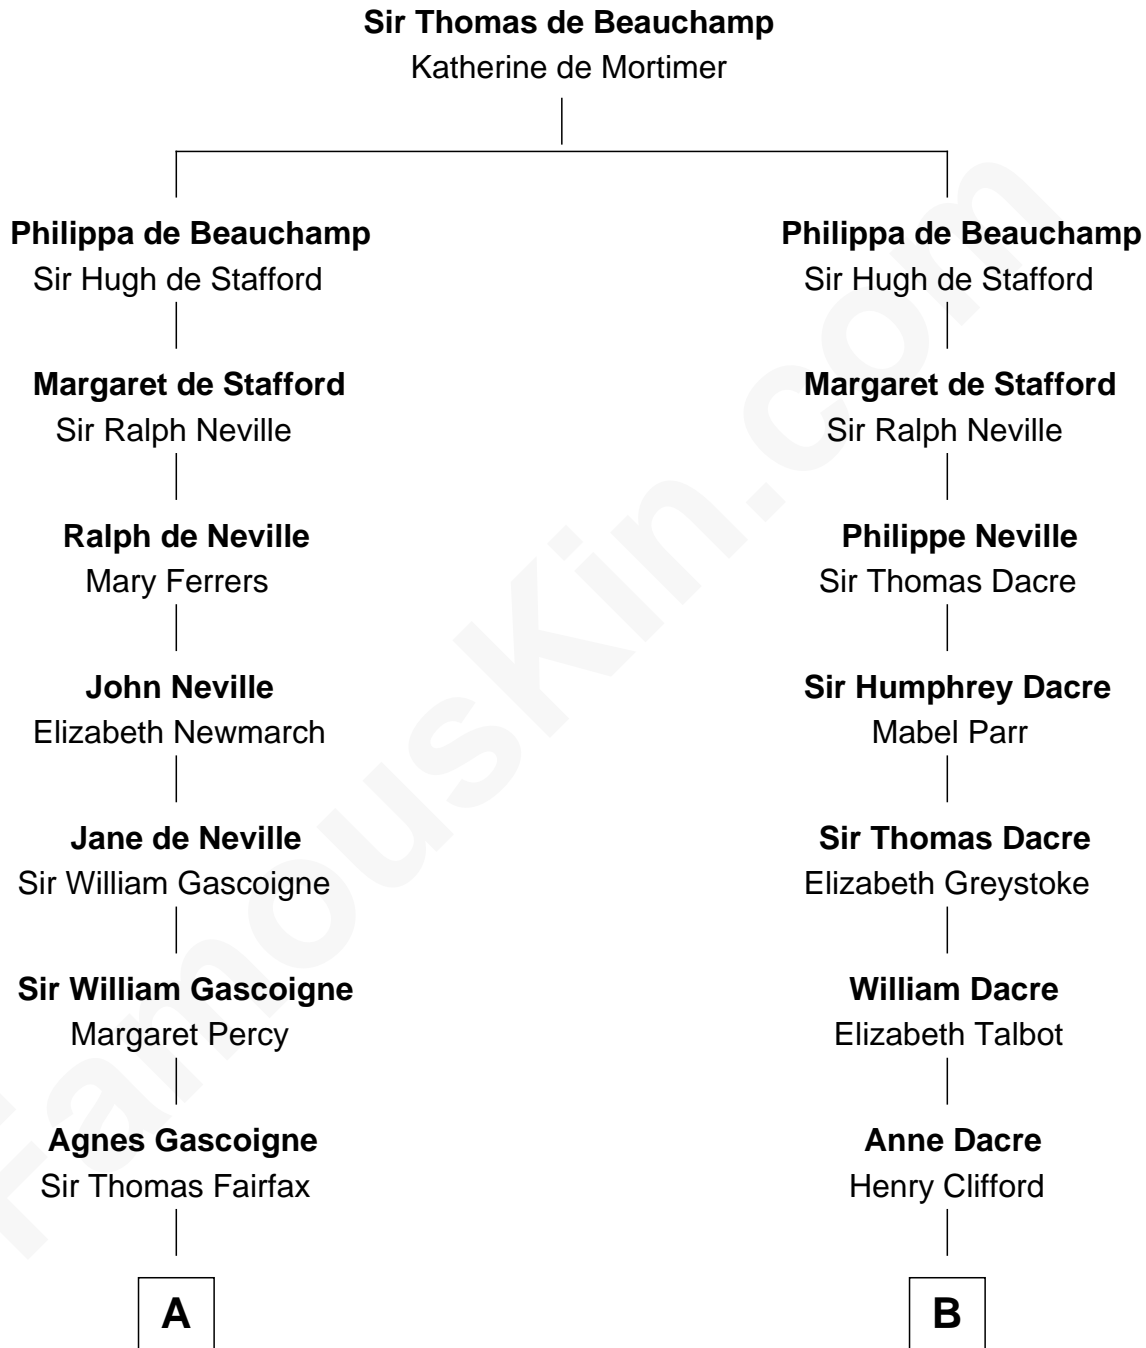 Sir Thomas de Beauchamp
Katherine de Mortimer
Philippa de Beauchamp
Sir Hugh de Stafford
Margaret de Stafford
Sir Ralph Neville
Ralph de Neville
Mary Ferrers
John Neville
Elizabeth Newmarch
Jane de Neville
Sir William Gascoigne
Sir William Gascoigne
Margaret Percy
Agnes Gascoigne
Sir Thomas Fairfax
A
Philippa de Beauchamp
Sir Hugh de Stafford
Margaret de Stafford
Sir Ralph Neville
Philippe Neville
Sir Thomas Dacre
Sir Humphrey Dacre
Mabel Parr
Sir Thomas Dacre
Elizabeth Greystoke
William Dacre
Elizabeth Talbot
Anne Dacre
Henry Clifford
B
FamousKin.com